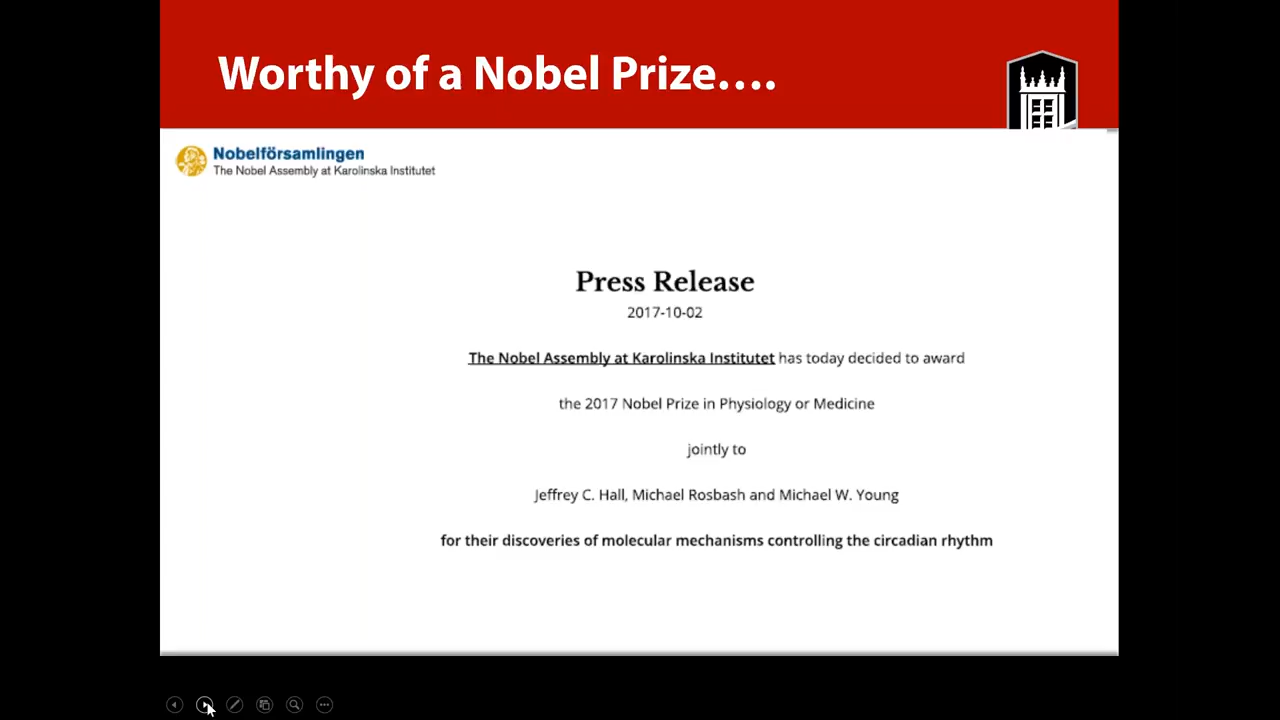 Worthy of a Nobel Prize....
Nobelförsamlingen
The Nobel Assembly at Karolinska Institutet
Press Release
2017-10-02
The Nobel Assembly at Karolinska Institutet has today decided to award
the 2017 Nobel Prize in Physiology or Medicine
jointly to
Jeffrey C. Hall, Michael Rosbash and Michael W. Young
for their discoveries of molecular mechanisms controlling the circadian rhythm